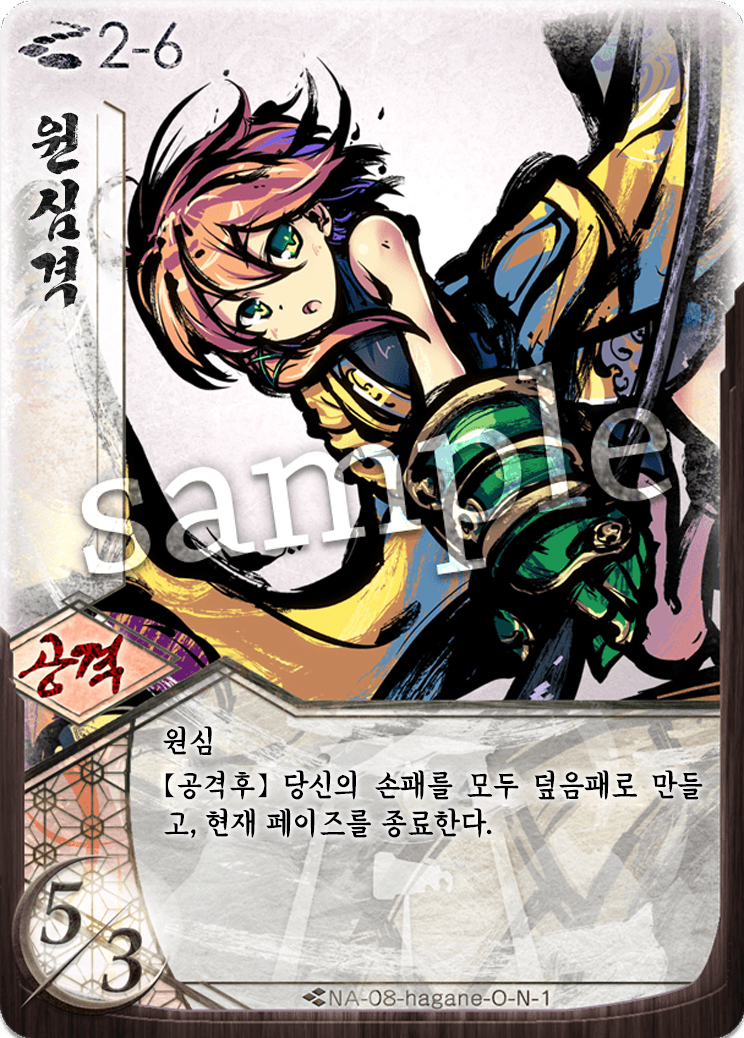 2-6
원심격
sample
공격
원심
【공격후】 당신의 손패를 모두 덮음패로 만들
고, 현재 페이즈를 종료한다.
5/3
NA-08-hagane-O-N-1